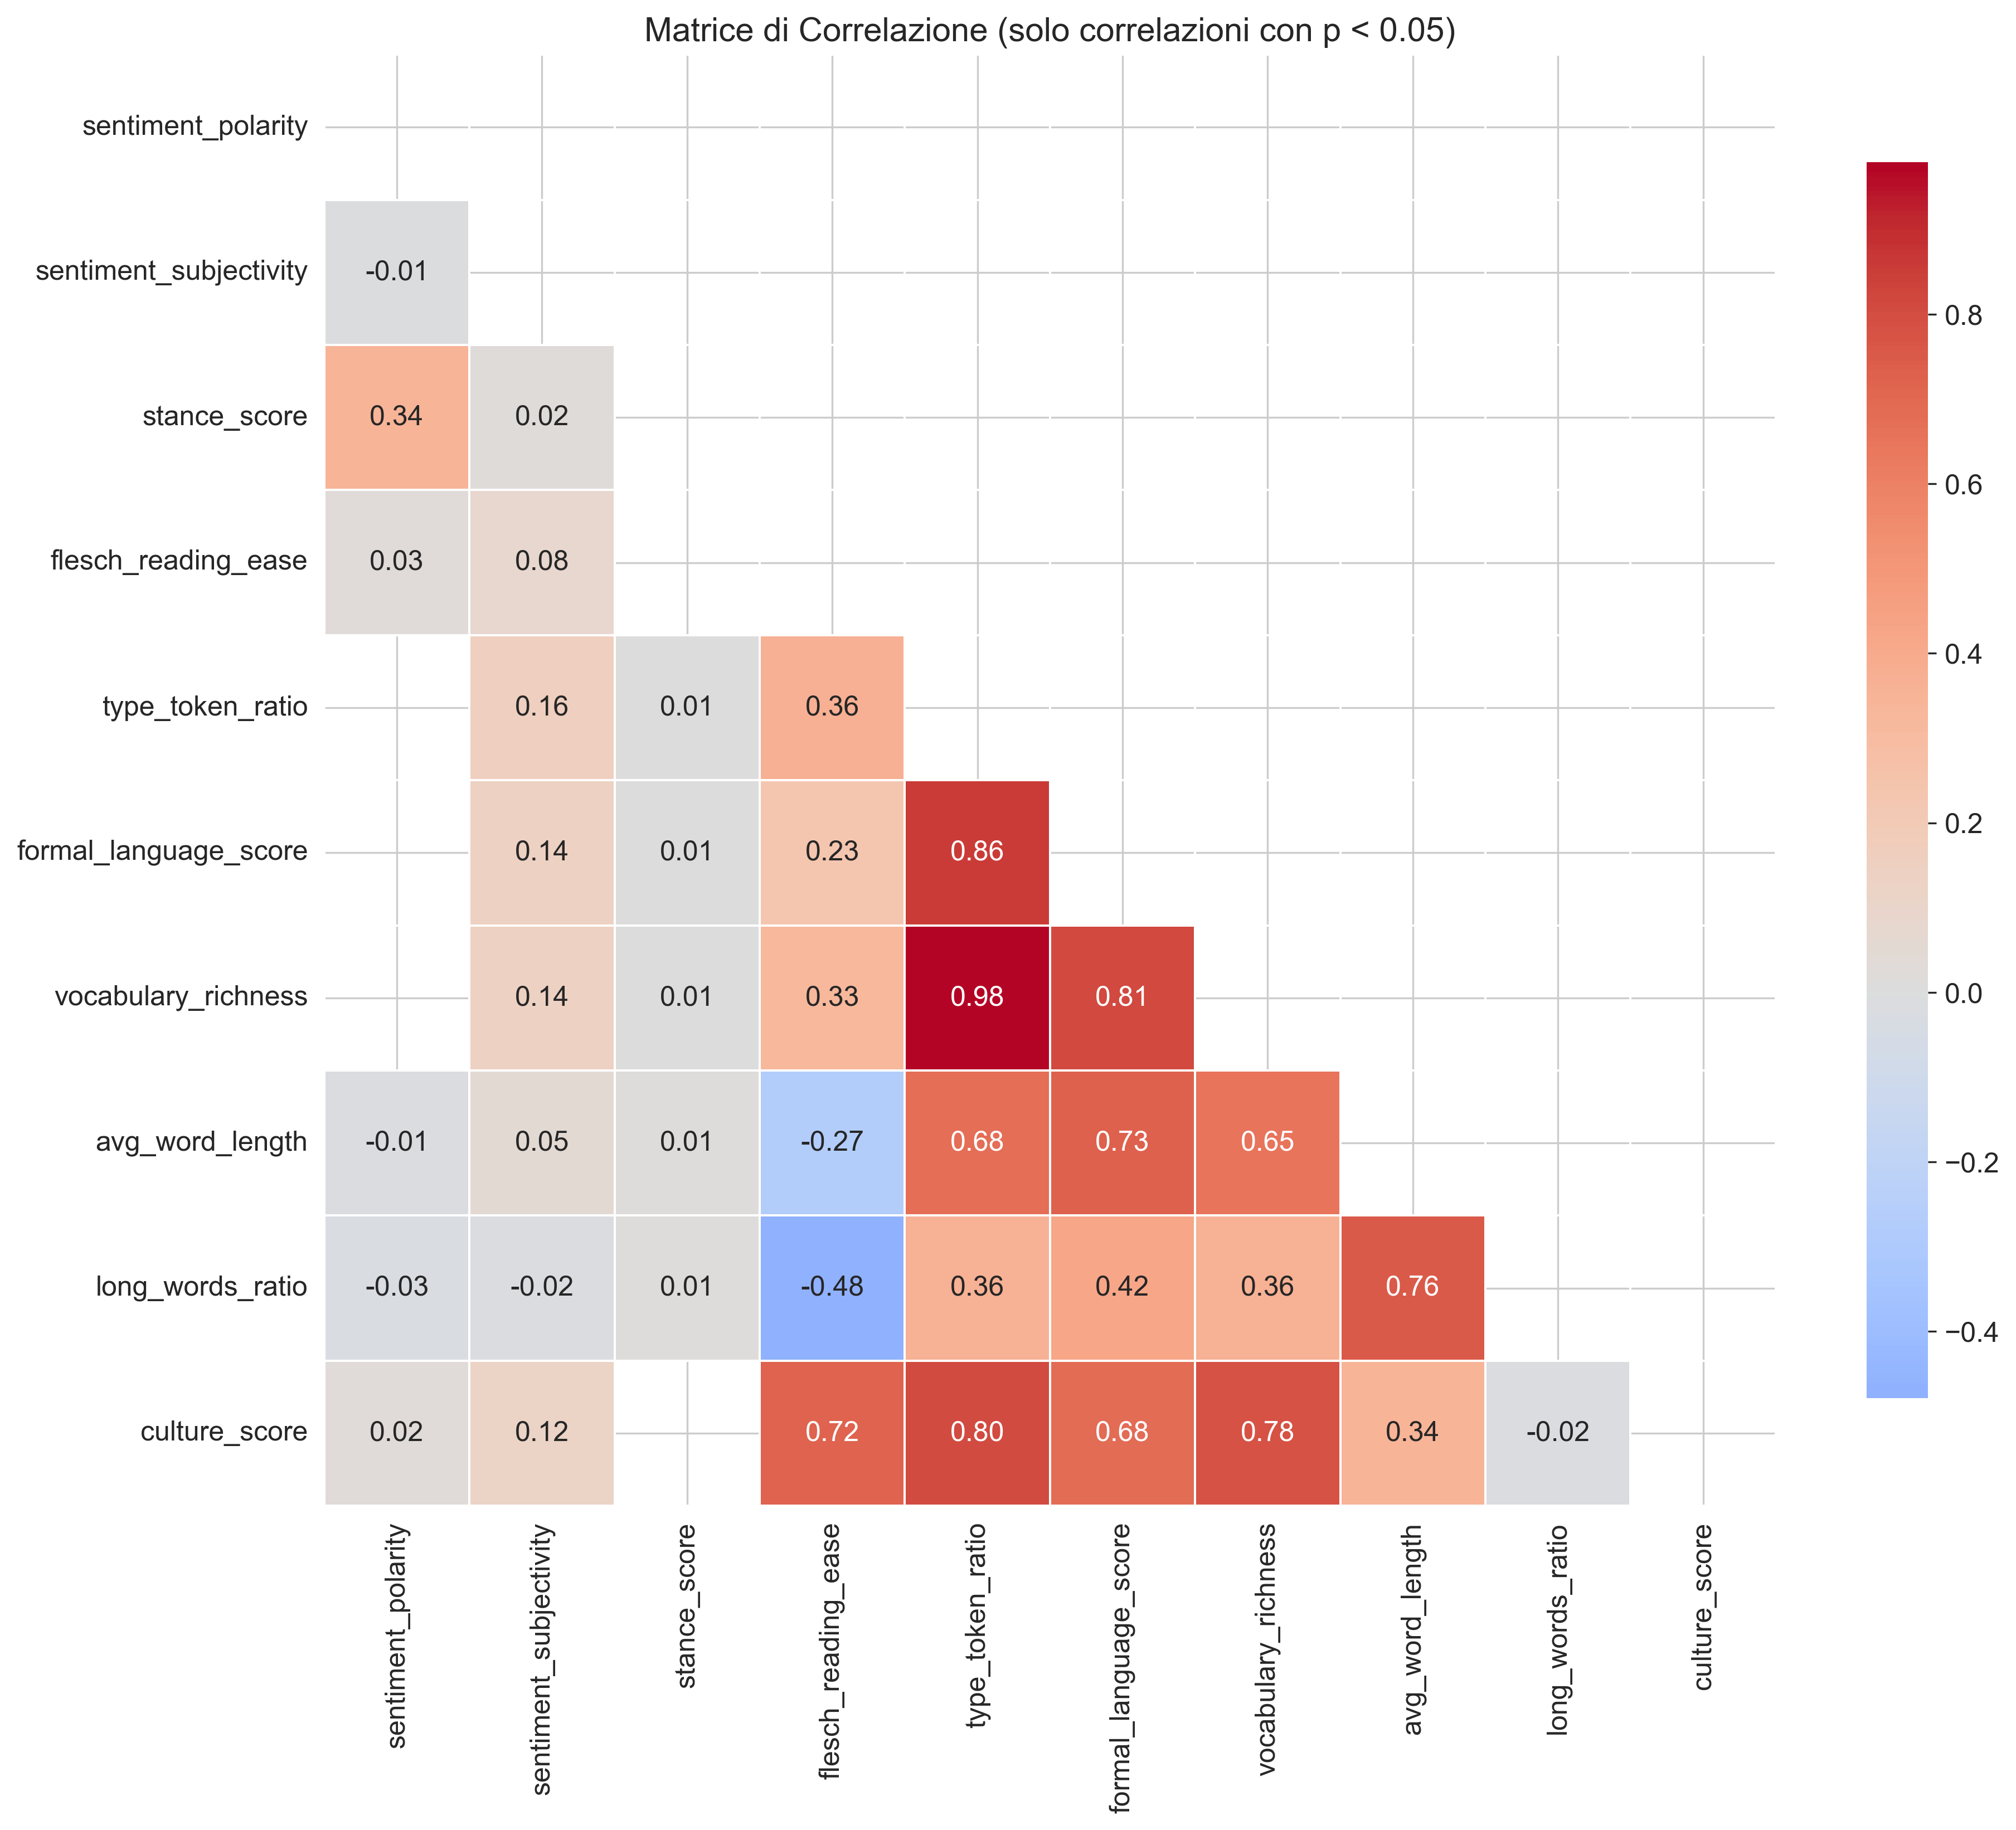 Matrice di Correlazione (solo correlazioni con p < 0.05)
sentiment_polarity
sentiment_subjectivity -0.01
stance_score 0.34 0.02
flesch_reading_ease 0.03 0.08
type_token_ratio 0.16 0.01 0.36
formal_language_score 0.14 0.01 0.23 0.86
vocabulary_richness 0.14 0.01 0.33 0.98 0.81
avg_word_length -0.01 0.05 0.01 -0.27 0.68 0.73 0.65
long_words_ratio -0.03 -0.02 0.01 -0.48 0.36 0.42 0.36 0.76
culture_score 0.02 0.12 0.72 0.80 0.68 0.78 0.34 -0.02
sentiment_polarity
sentiment_subjectivity
stance_score
flesch_reading_ease
type_token_ratio
formal_language_score
vocabulary_richness
avg_word_length
long_words_ratio
culture_score
0.8
0.6
0.4
0.2
0.0
−0.2
−0.4